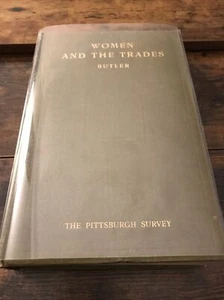 WOMEN
AND THE TRADES
BUTLER
THE PITTSBURGH SURVEY